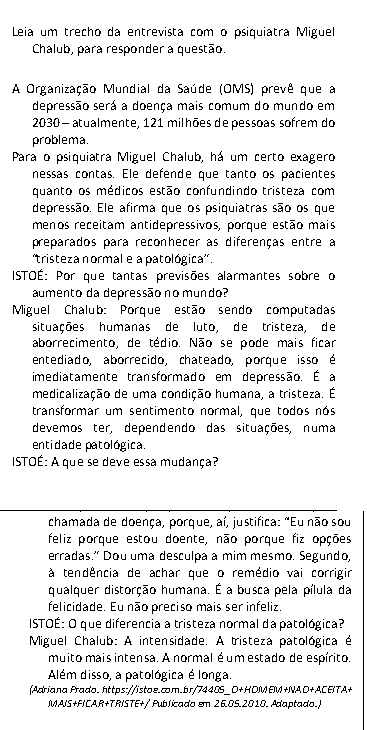 Leia um trecho da entrevista com o psiquiatra Miguel
Chalub, para responder a questão.
A Organização Mundial da Saúde (OMS) prevê que a
depressão será a doença mais comum do mundo em
2030 – atualmente, 121 milhões de pessoas sofrem do
problema.
Para o psiquiatra Miguel Chalub, há um certo exagero
nessas contas. Ele defende que tanto os pacientes
quanto os médicos estão confundindo tristeza com
depressão. Ele afirma que os psiquiatras são os que
menos receitam antidepressivos, porque estão mais
preparados para reconhecer as diferenças entre a
"tristeza normal e a patológica".
ISTOÉ: Por que tantas previsões alarmantes sobre o
aumento da depressão no mundo?
Miguel Chalub: Porque estão sendo computadas
situações humanas de luto, de tristeza, de
aborrecimento, de tédio. Não se pode mais ficar
entediado, aborrecido, chateado, porque isso é
imediatamente transformado em depressão. É a
medicalização de uma condição humana, a tristeza. É
transformar um sentimento normal, que todos nós
devemos ter, dependendo das situações, numa
entidade patológica.
ISTOÉ: A que se deve essa mudança?
chamada de doença, porque, aí, justifica: "Eu não sou
feliz porque estou doente, não porque fiz opções
erradas." Dou uma desculpa a mim mesmo. Segundo,
à tendência de achar que o remédio vai corrigir
qualquer distorção humana. É a busca pela pílula da
felicidade. Eu não preciso mais ser infeliz.
ISTOÉ: O que diferencia a tristeza normal da patológica?
Miguel Chalub: A intensidade. A tristeza patológica é
muito mais intensa. A normal é um estado de espírito.
Além disso, a patológica é longa.
(Adriana Prado. https://istoe.com.br/74405_O+HOMEM+NAO+ACEITA+
MAIS+FICAR+TRISTE+/ Publicado em 26.05.2010. Adaptado.)